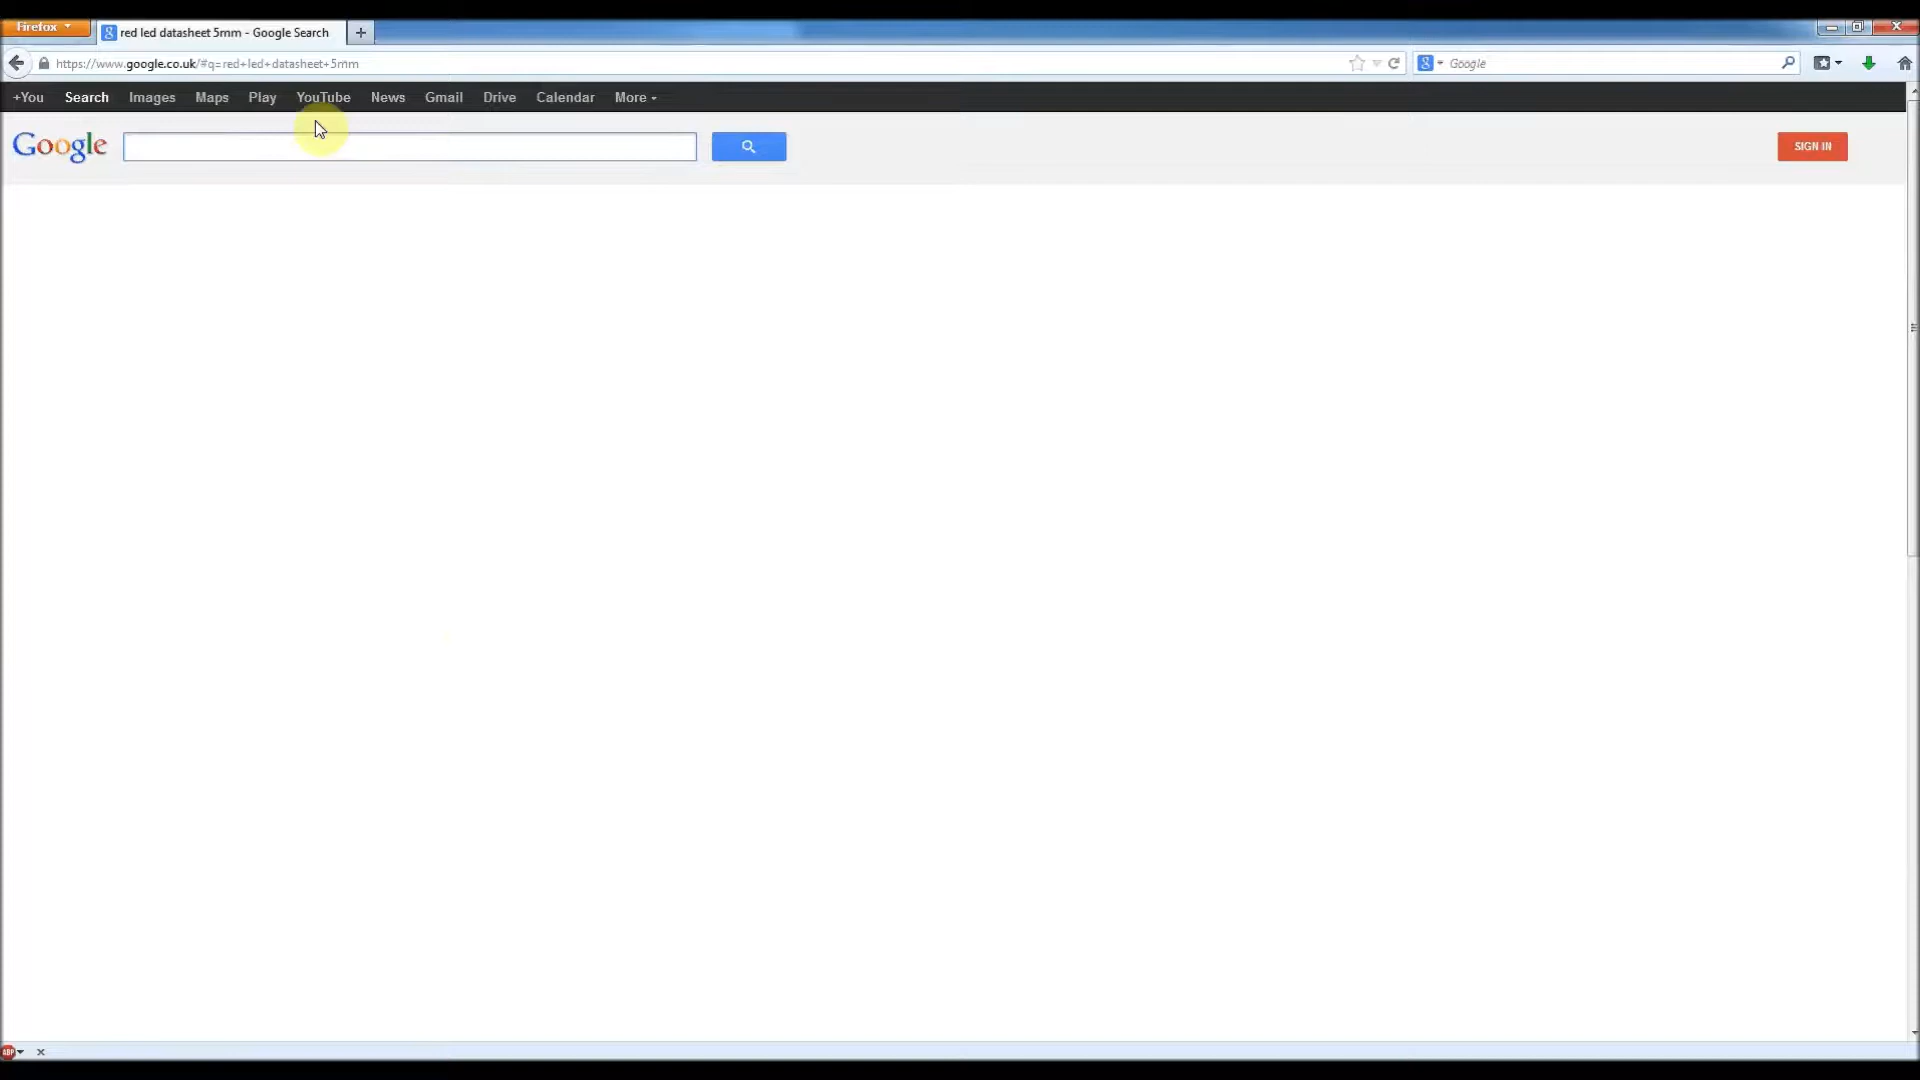 Firefox
red led datasheet 5mm - Google Search
https://www.google.co.uk/#q=red+led+datasheet+5mm
Google
+You Search Images Maps Play YouTube News Gmail Drive Calendar More
Google
SIGN IN
ABP